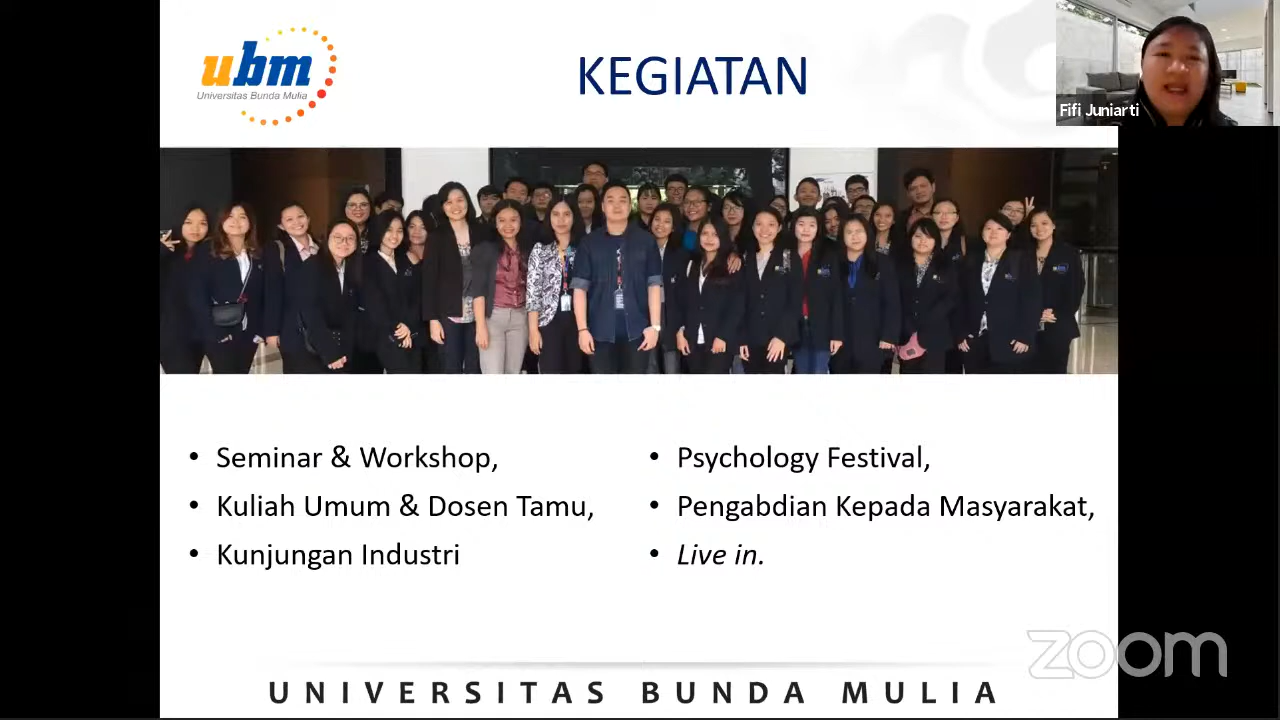 ubm
Universitas Bunda Mulia
KEGIATAN
Fifi Juniarti
ubm
• Seminar & Workshop,
• Kuliah Umum & Dosen Tamu,
• Kunjungan Industri
• Psychology Festival,
• Pengabdian Kepada Masyarakat,
• Live in.
zoom
UNIVERSITAS BUNDA MULIA